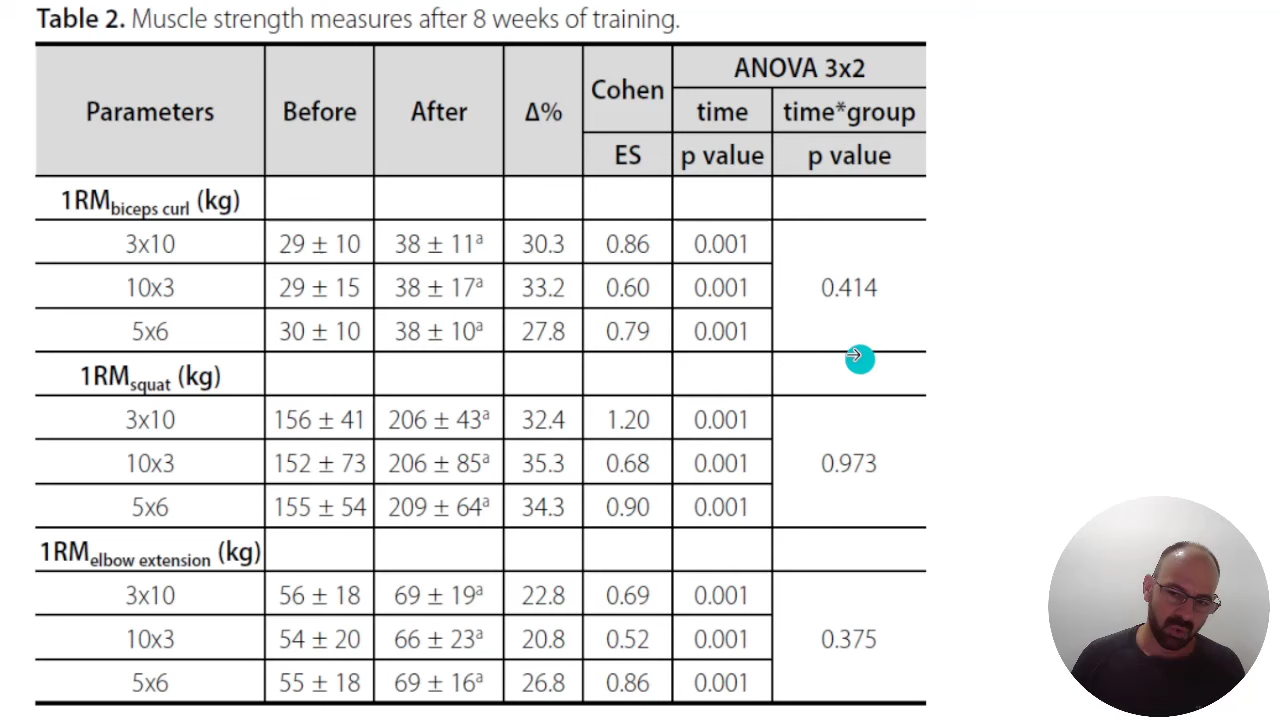 Table 2. Muscle strength measures after 8 weeks of training.
Parameters Before After Δ% Cohen ANOVA 3x2
time time*group
ES p value p value
1RMbiceps curl (kg)
3x10 29 ± 10 38 ± 11ª 30.3 0.86 0.001
10x3 29 ± 15 38 ± 17ª 33.2 0.60 0.001 0.414
5x6 30 ± 10 38 ± 10ª 27.8 0.79 0.001
1RMsquat (kg)
3x10 156 ± 41 206 ± 43ª 32.4 1.20 0.001
10x3 152 ± 73 206 ± 85ª 35.3 0.68 0.001 0.973
5x6 155 ± 54 209 ± 64ª 34.3 0.90 0.001
1RMelbow extension (kg)
3x10 56 ± 18 69 ± 19ª 22.8 0.69 0.001
10x3 54 ± 20 66 ± 23ª 20.8 0.52 0.001 0.375
5x6 55 ± 18 69 ± 16ª 26.8 0.86 0.001